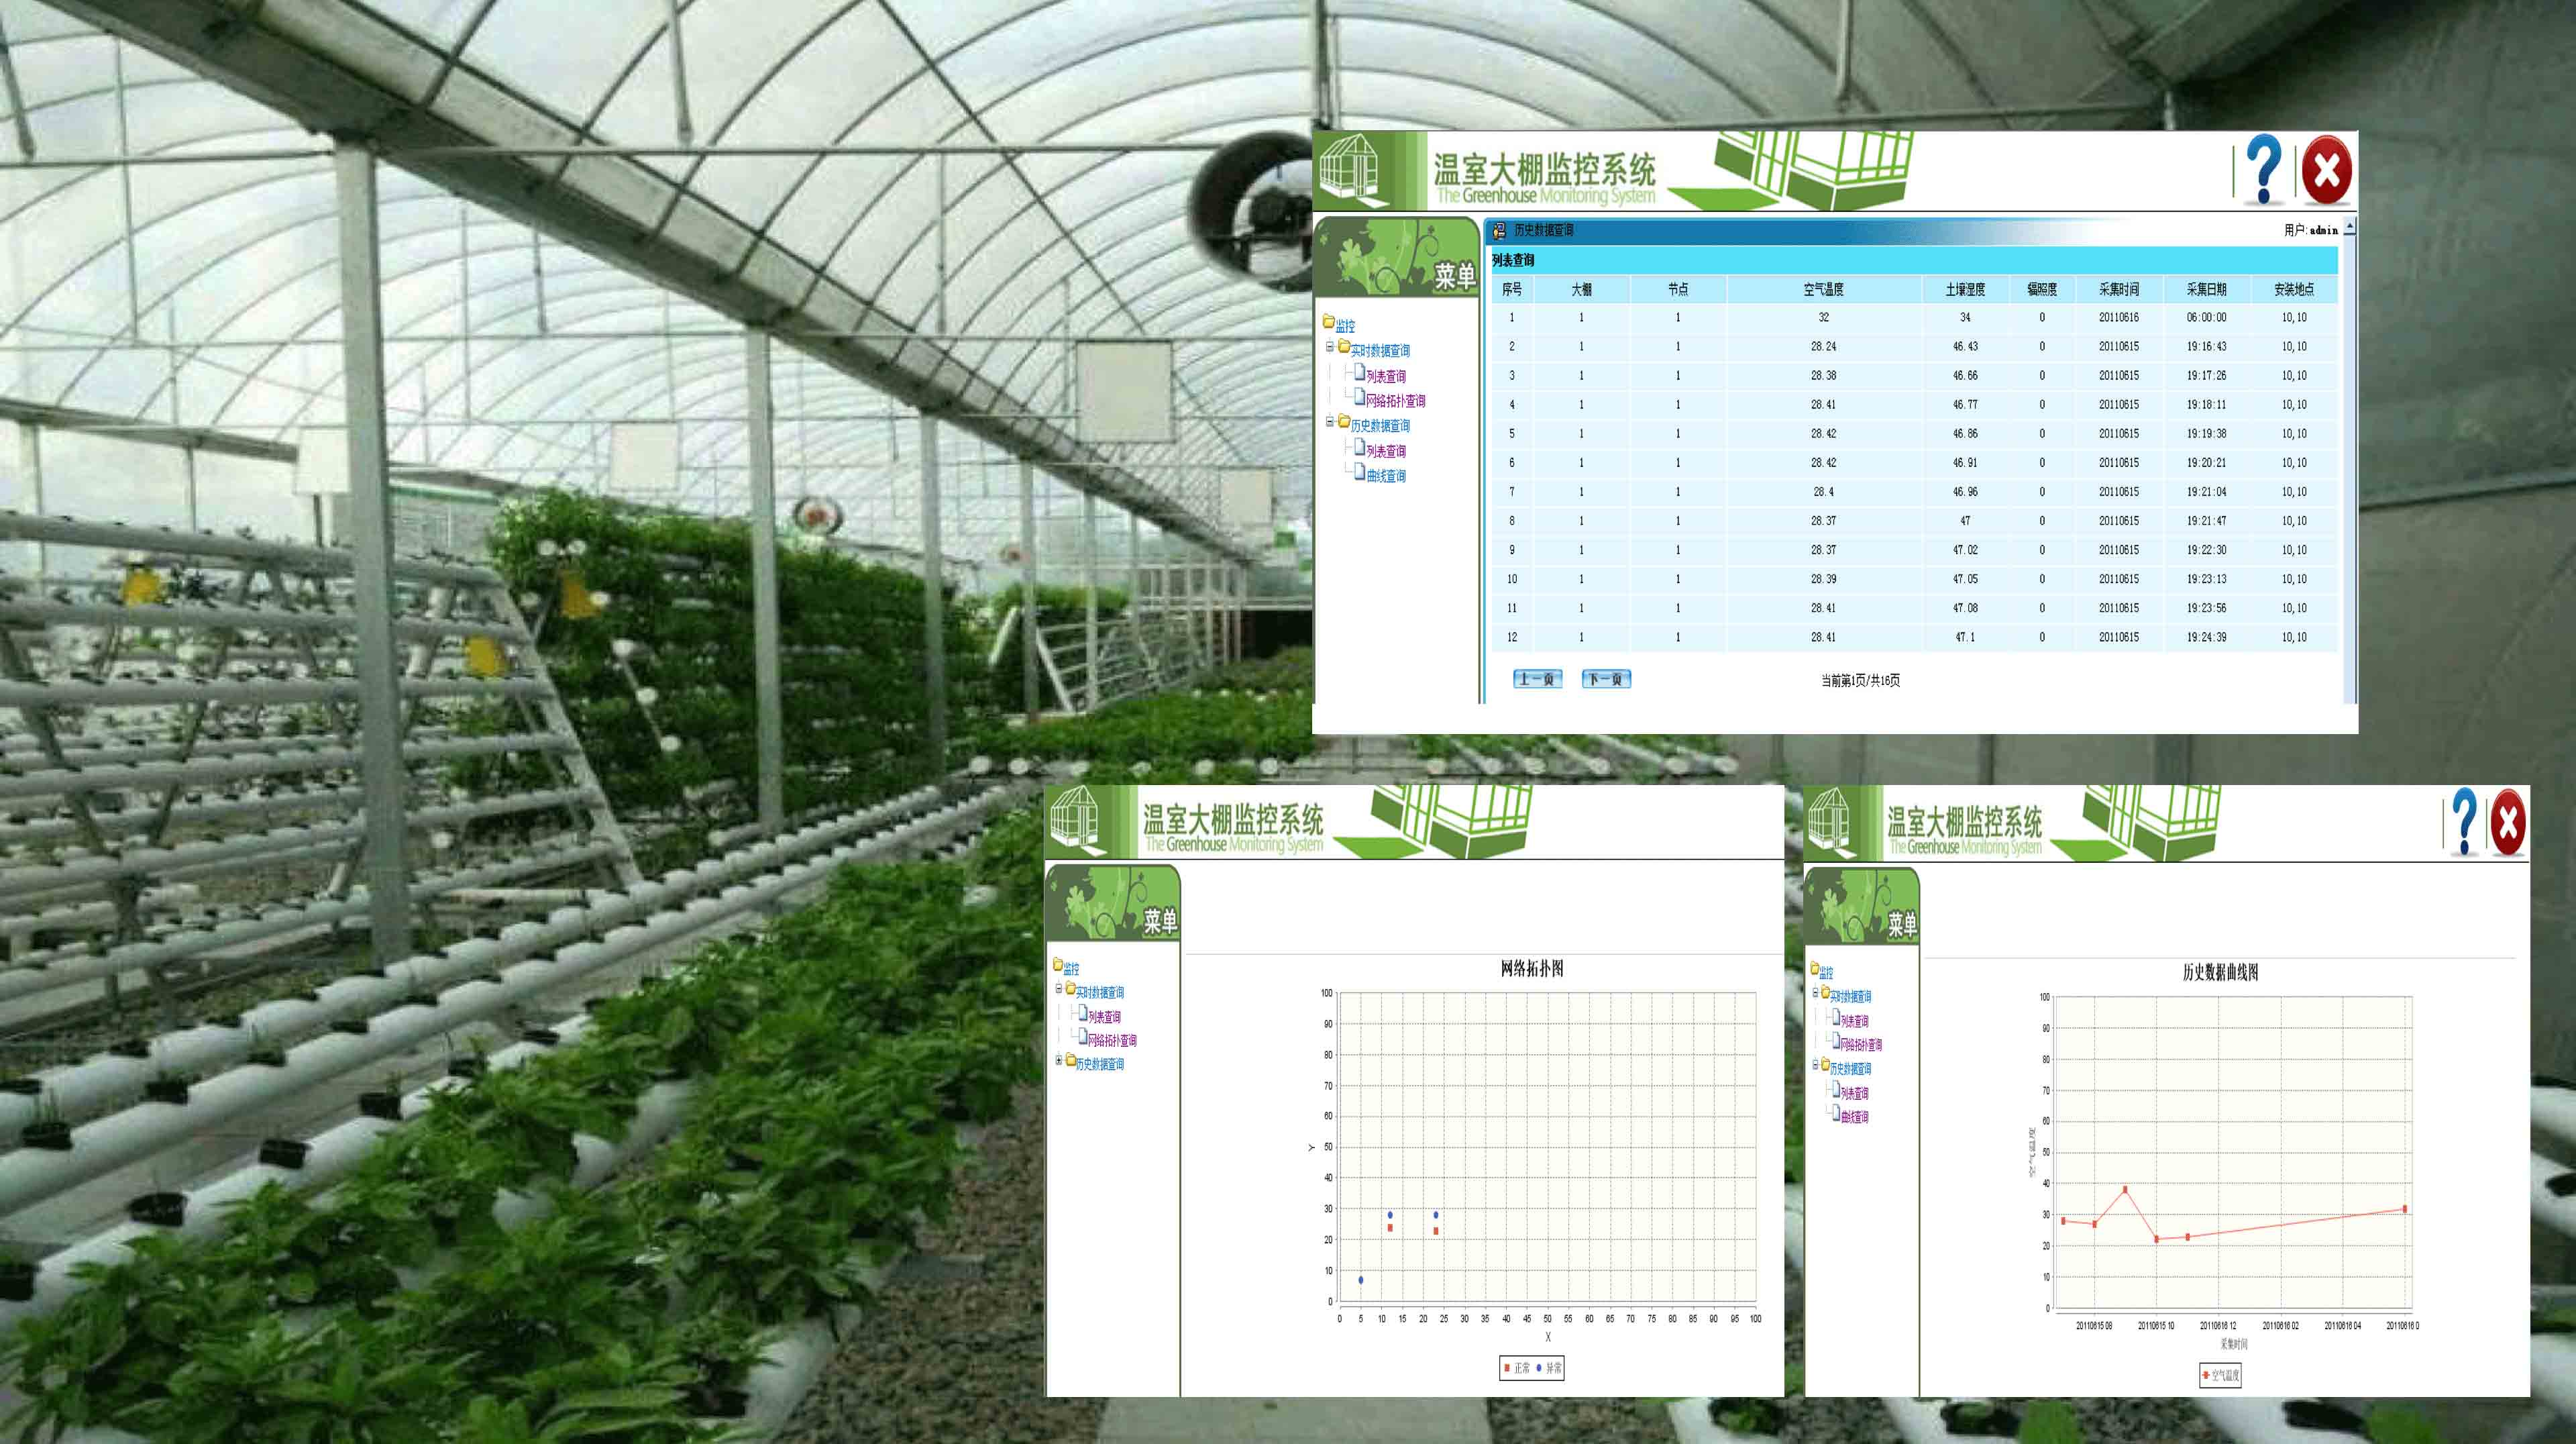 温室大棚监控系统
The Greenhouse Monitoring System
菜单
历史数据查询
用户: admin
监控
实时数据查询
列表查询
网络拓扑查询
历史数据查询
列表查询
曲线查询
列表查询
序号 大棚 节点 空气温度 土壤湿度 辐照度 采集时间 采集日期 安装地点
1 1 1 32 34 0 20110616 06:00:00 10,10
2 1 1 28.24 46.43 0 20110615 19:16:43 10,10
3 1 1 28.38 46.66 0 20110615 19:17:26 10,10
4 1 1 28.41 46.77 0 20110615 19:18:11 10,10
5 1 1 28.42 46.86 0 20110615 19:19:38 10,10
6 1 1 28.42 46.91 0 20110615 19:20:21 10,10
7 1 1 28.4 46.96 0 20110615 19:21:04 10,10
8 1 1 28.37 47 0 20110615 19:21:47 10,10
9 1 1 28.37 47.02 0 20110615 19:22:30 10,10
10 1 1 28.39 47.05 0 20110615 19:23:13 10,10
11 1 1 28.41 47.08 0 20110615 19:23:56 10,10
12 1 1 28.41 47.1 0 20110615 19:24:39 10,10
上一页 下一页 当前第1页/共16页
温室大棚监控系统
The Greenhouse Monitoring System
菜单
监控
实时数据查询
列表查询
网络拓扑查询
历史数据查询
网络拓扑图
100
90
80
70
60
50
40
30
20
10
0
Y
0 5 10 15 20 25 30 35 40 45 50 55 60 65 70 75 80 85 90 95 100
X
正常 异常
温室大棚监控系统
The Greenhouse Monitoring System
菜单
监控
实时数据查询
列表查询
网络拓扑查询
历史数据查询
列表查询
曲线查询
历史数据曲线图
100
90
80
70
60
50
40
30
20
10
0
空气温度
20110615 08 20110615 10 20110616 12 20110616 02 20110616 04 20110616 0
采集时间
空气温度